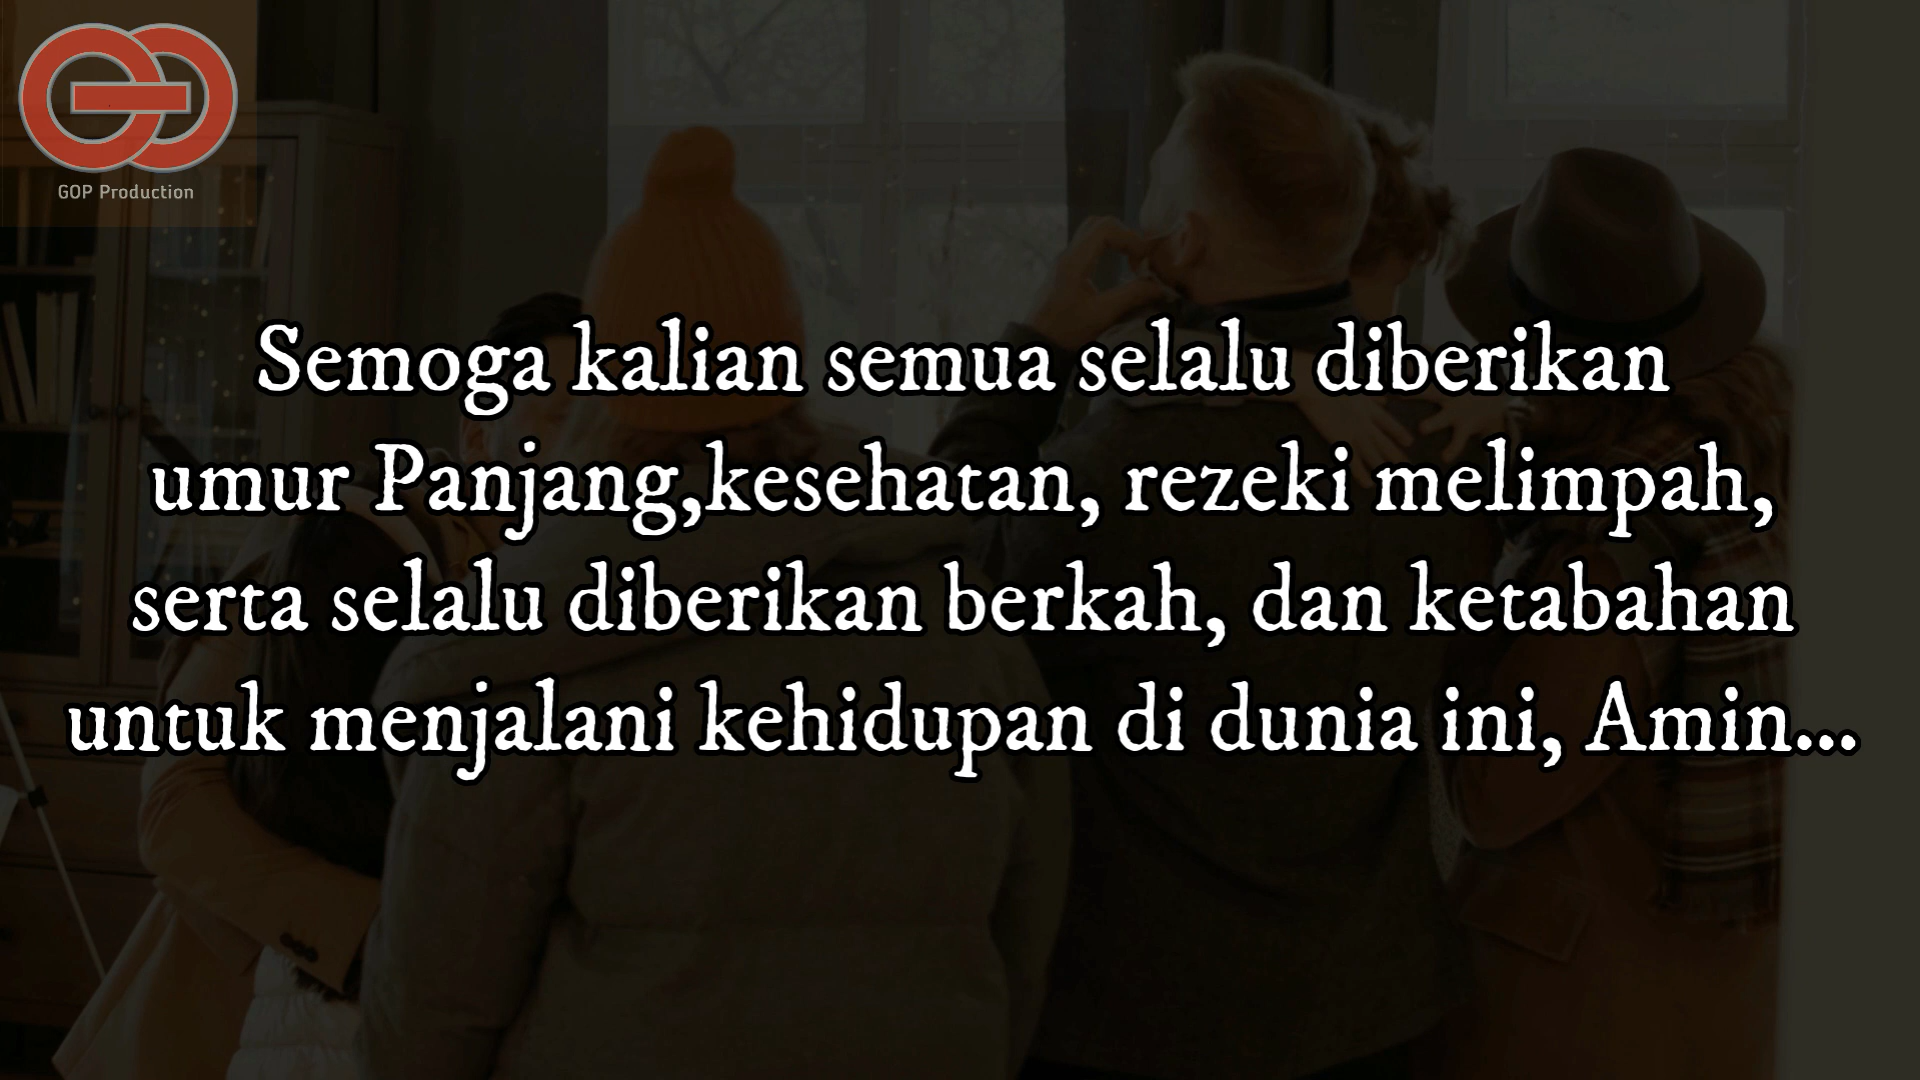 GOP Production
Semoga kalian semua selalu diberikan
umur Panjang,kesehatan, rezeki melimpah,
serta selalu diberikan berkah, dan ketabahan
untuk menjalani kehidupan di dunia ini, Amin...